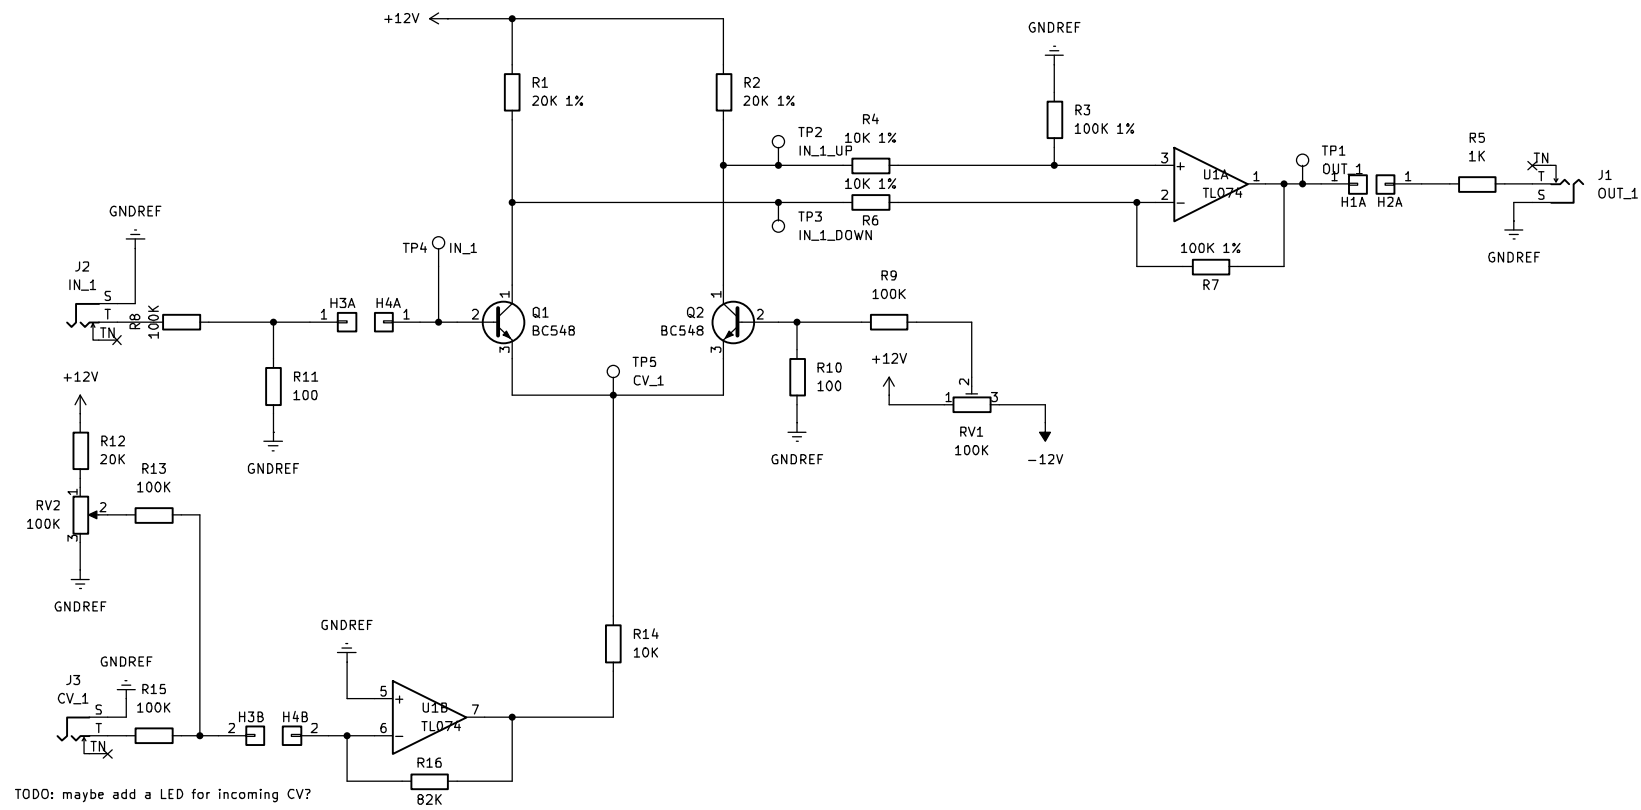 +12V
GNDREF
R1
20K 1%
R2
20K 1%
R3
100K 1%
R4
10K 1%
TP2
IN_1_UP
10K 1%
R6
TP3
IN_1_DOWN
3
+
2
−
U1A
TL074
1
TP1
OUT_1
1
H1A
1
H2A
R5
1K
TN
T
S
J1
OUT_1
GNDREF
100K 1%
R7
GNDREF
J2
IN_1
S
T
TN
R8
100K
1
H3A
H4A
1
TP4
IN_1
2
1
3
Q1
BC548
1
3
2
Q2
BC548
R9
100K
R10
100
GNDREF
+12V
2
1
3
RV1
100K
-12V
TP5
CV_1
R11
100
GNDREF
+12V
R12
20K
R13
100K
RV2
100K
1
2
3
GNDREF
R14
10K
GNDREF
GNDREF
J3
CV_1
S
T
TN
R15
100K
2
H3B
H4B
2
5
+
6
−
U1B
TL074
7
R16
82K
TODO: maybe add a LED for incoming CV?